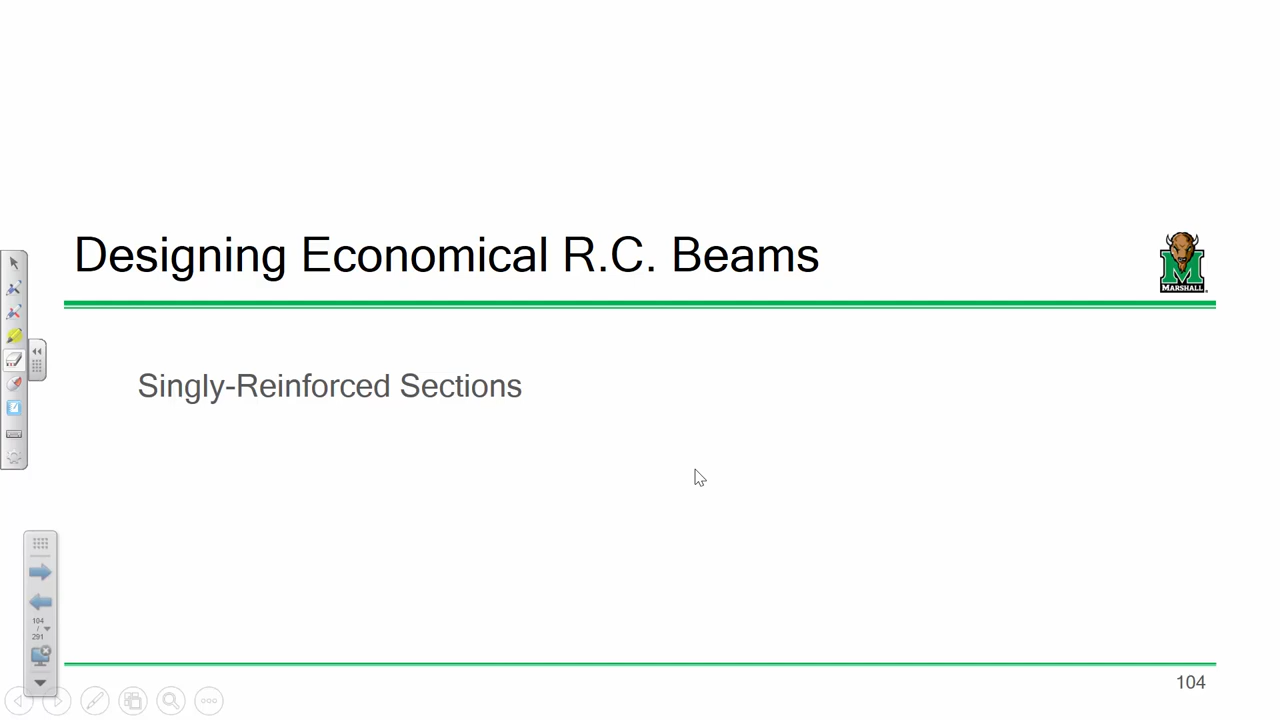 Designing Economical R.C. Beams
MARSHALL
Singly-Reinforced Sections
104
/
291
104